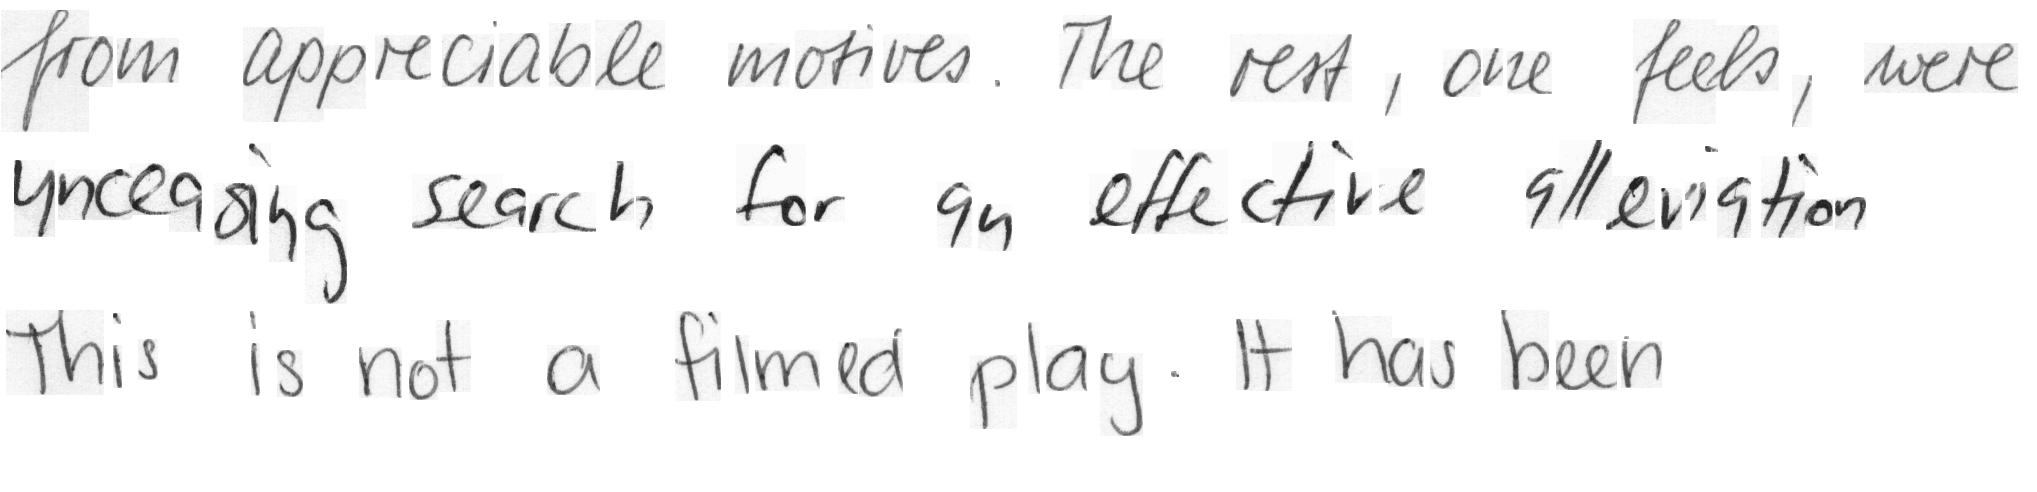 from appreciable motives. The rest, one feels, were
unceasing search for an effective alleviation
This is not a filmed play. It has been